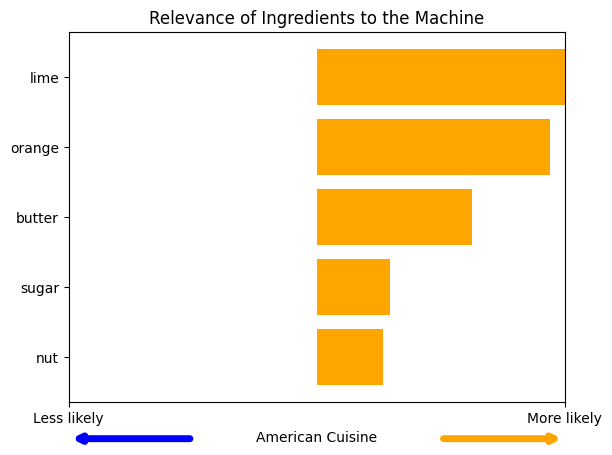 Relevance of Ingredients to the Machine
lime
orange
butter
sugar
nut
Less likely
More likely
American Cuisine